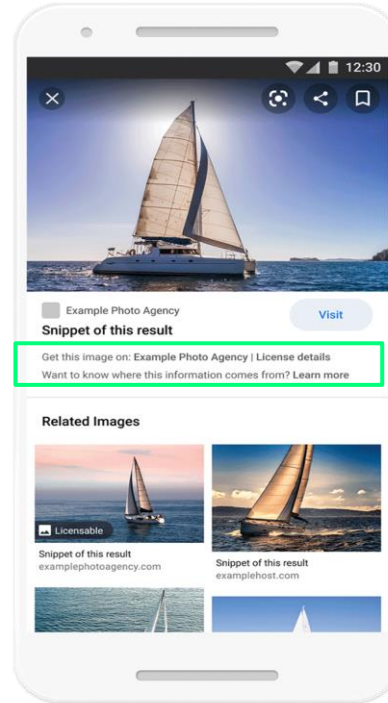 12:30
Example Photo Agency
Visit
Snippet of this result
Get this image on: Example Photo Agency | License details
Want to know where this information comes from? Learn more
Related Images
Licensable
Snippet of this result
examplephotoagency.com
Snippet of this result
examplehost.com